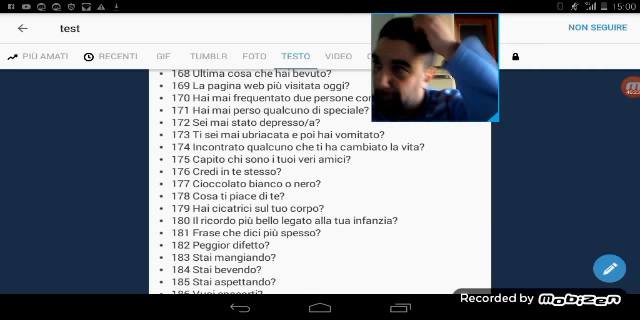 15:00
test
NON SEGUIRE
PIÙ AMATI
RECENTI
GIF
TUMBLR
FOTO
TESTO
VIDEO
168 Ultima cosa che hai bevuto?
169 La pagina web più visitata oggi?
170 Hai mai frequentato due persone
171 Hai mai perso qualcuno di speciale?
172 Sei mai stato depresso/a?
173 Ti sei mai ubriacata e poi hai vomitato?
174 Incontrato qualcuno che ti ha cambiato la vita?
175 Capito chi sono i tuoi veri amici?
176 Credi in te stesso?
177 Cioccolato bianco o nero?
178 Cosa ti piace di te?
179 Hai cicatrici sul tuo corpo?
180 Il ricordo più bello legato alla tua infanzia?
181 Frase che dici più spesso?
182 Peggior difetto?
183 Stai mangiando?
184 Stai bevendo?
185 Stai aspettando?
Recorded by Mobizen